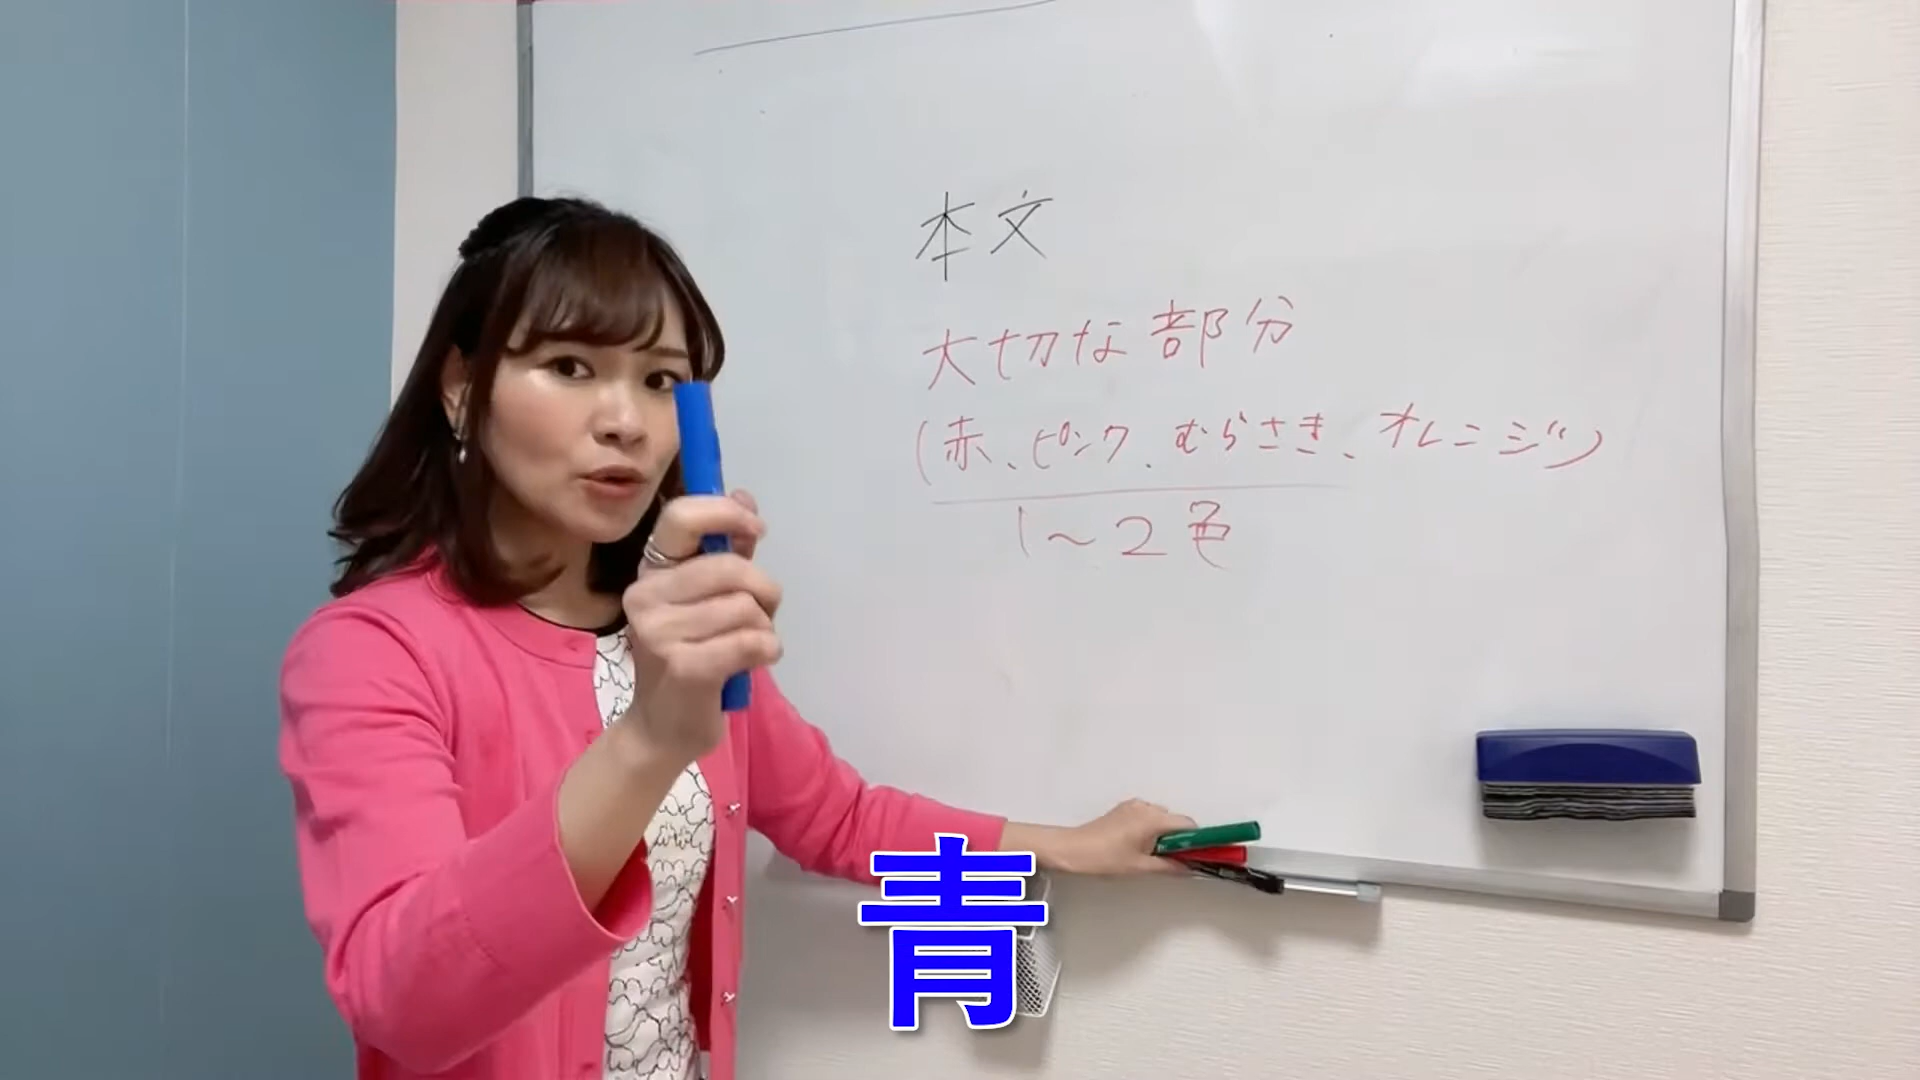 本文
大切な部分
(赤、ピンク、むらさき、オレンジ)
1〜2色
青